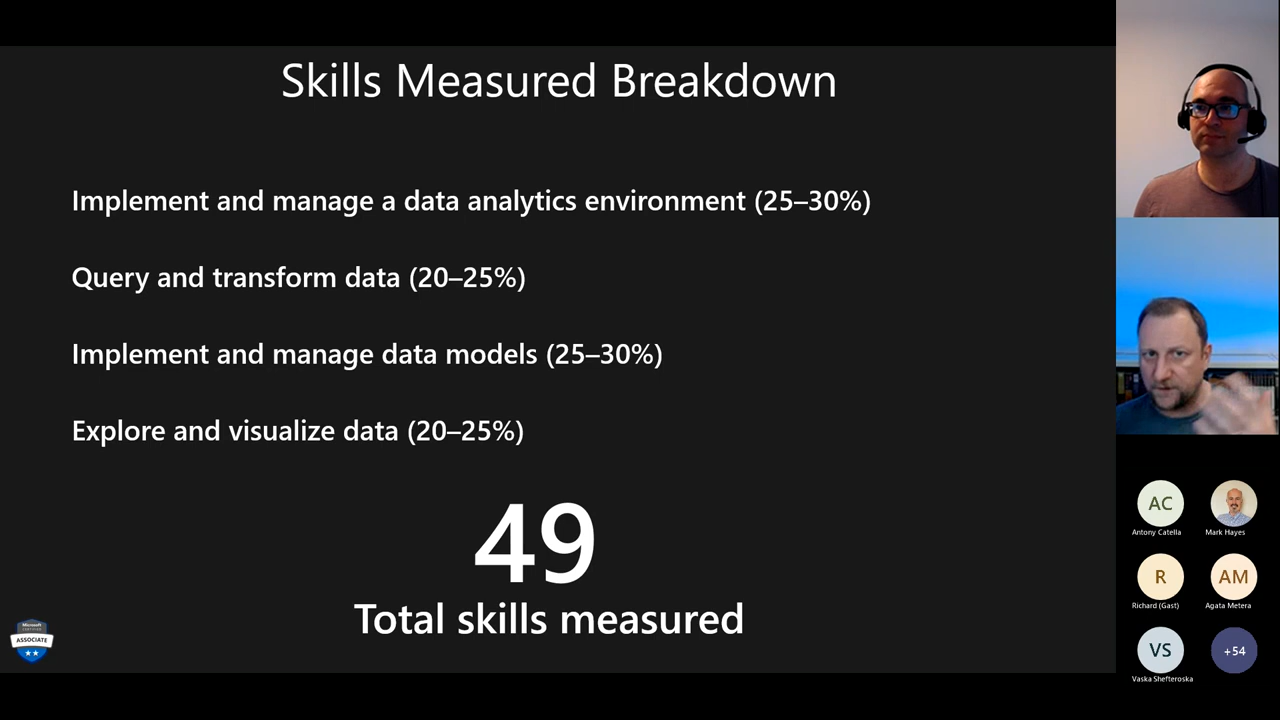 Skills Measured Breakdown
Implement and manage a data analytics environment (25–30%)
Query and transform data (20–25%)
Implement and manage data models (25–30%)
Explore and visualize data (20–25%)
49
Total skills measured
Microsoft
CERTIFIED
ASSOCIATE
AC
Antony Catella
Mark Hayes
R
Richard (Gast)
AM
Agata Metera
VS
Vaska Shefteroska
+54